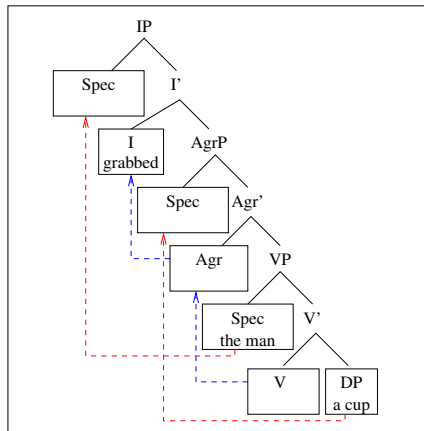 IP
Spec
I'
I
grabbed
AgrP
Spec
Agr'
Agr
VP
Spec
the man
V'
V
DP
a cup